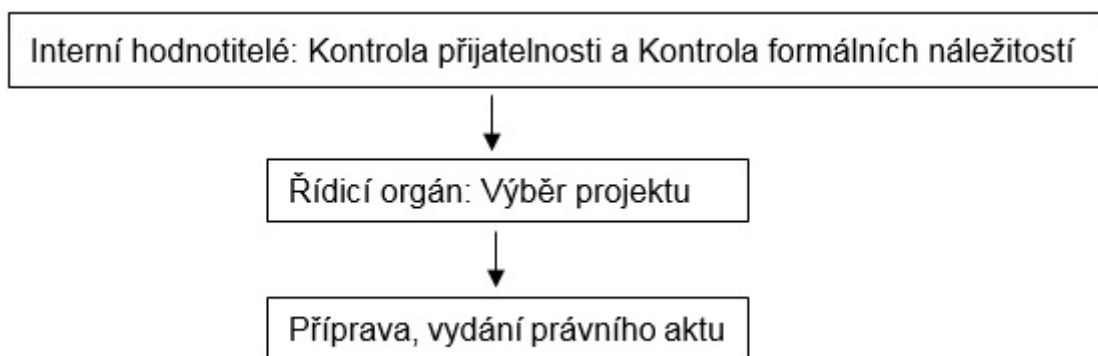 Interní hodnotitelé: Kontrola přijatelnosti a Kontrola formálních náležitostí
Řídicí orgán: Výběr projektu
Příprava, vydání právního aktu